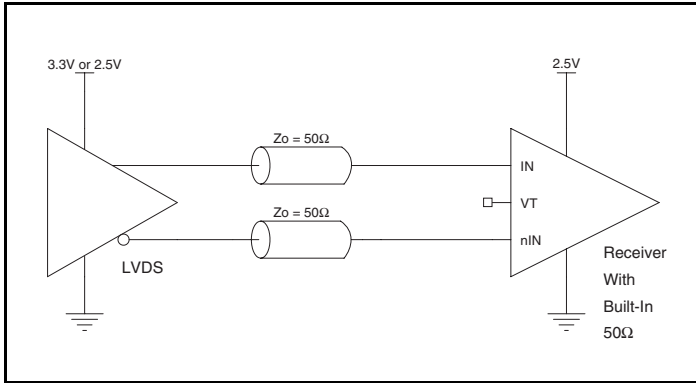 3.3V or 2.5V
2.5V
Zo = 50Ω
IN
VT
Zo = 50Ω
nIN
LVDS
Receiver
With
Built-In
50Ω